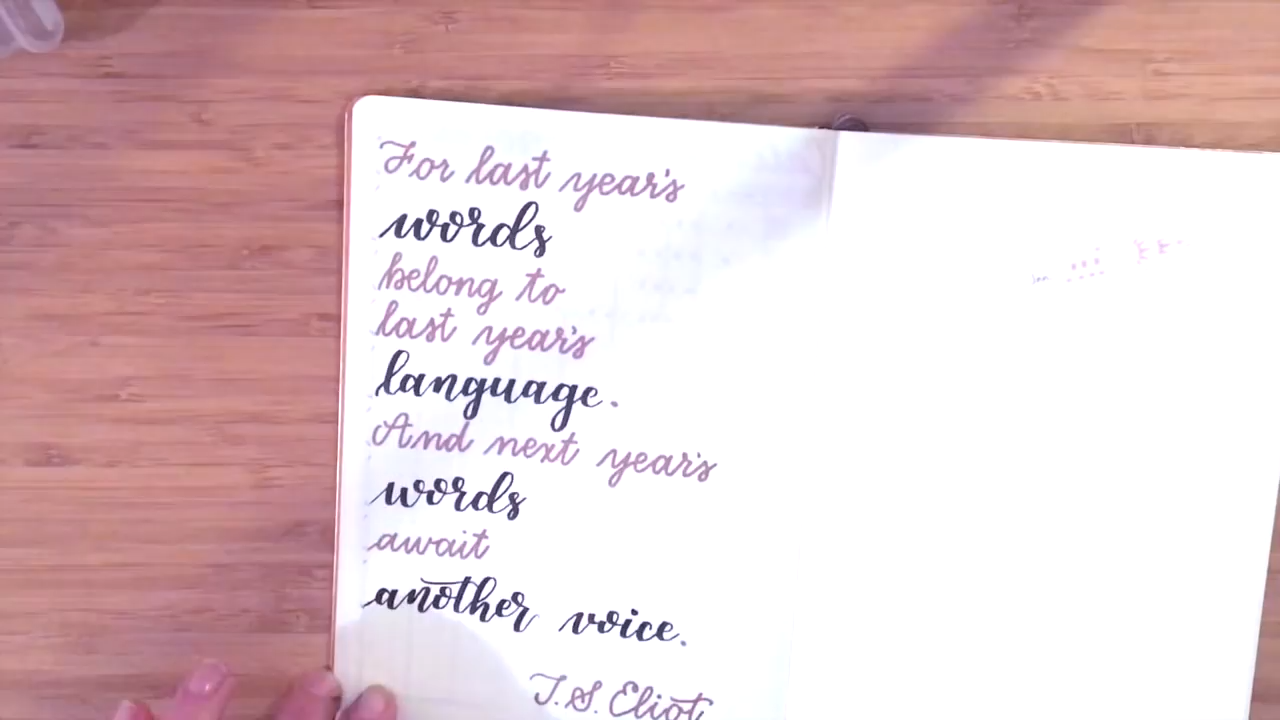 For last year's
words
belong to
last year's
language.
And next year's
words
await
another voice.
T.S. Eliot